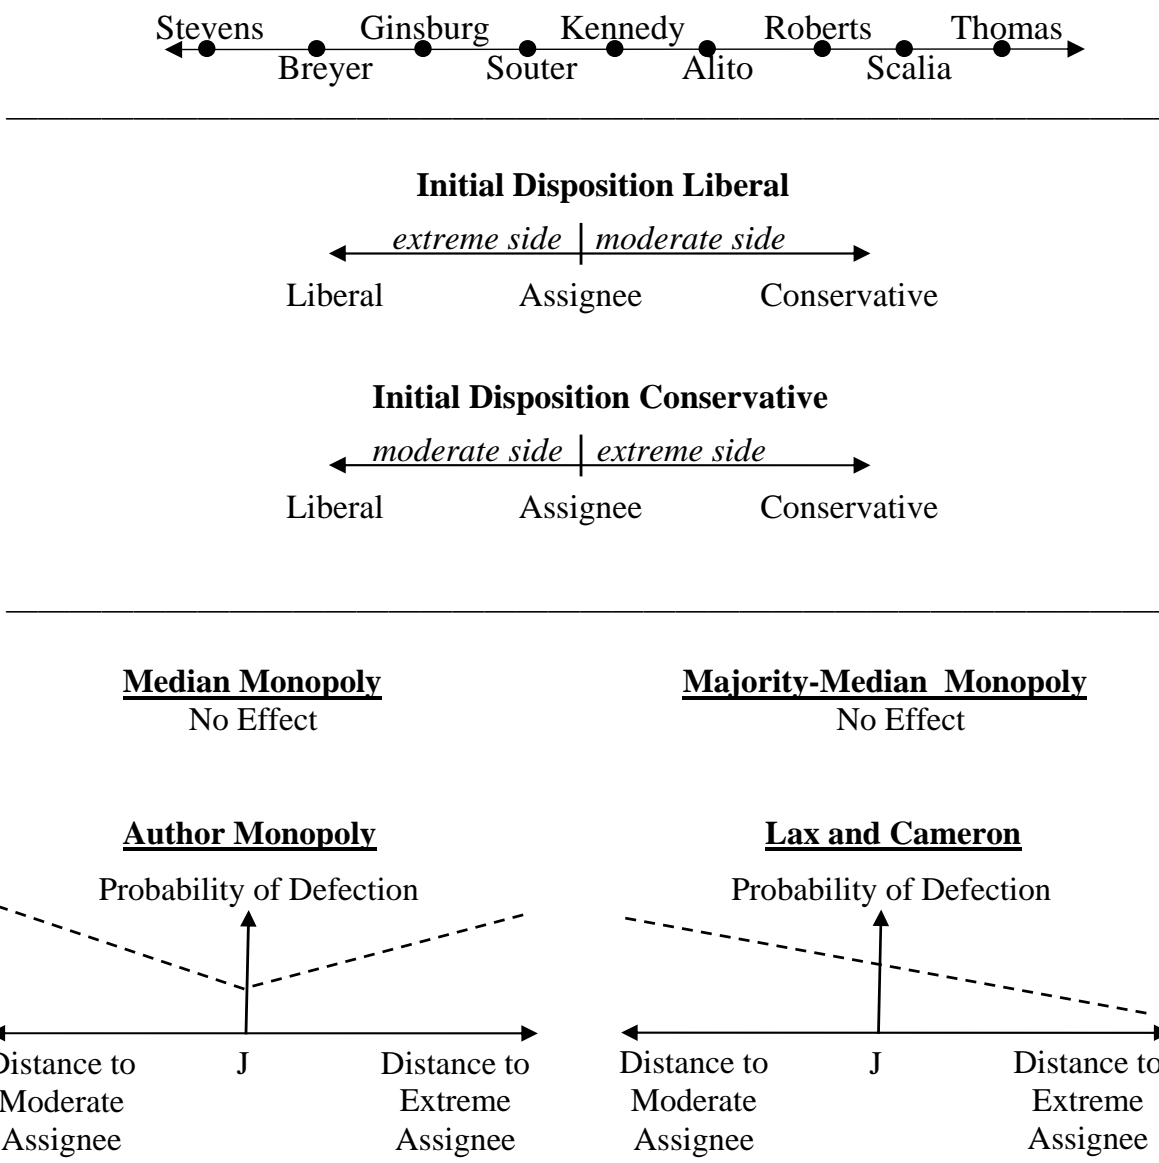 Stevens Ginsburg Kennedy Roberts Thomas
Breyer Souter Alito Scalia
Initial Disposition Liberal
extreme side moderate side
Liberal Assignee Conservative
Initial Disposition Conservative
moderate side extreme side
Liberal Assignee Conservative
Median Monopoly Majority-Median Monopoly
No Effect No Effect
Author Monopoly Lax and Cameron
Probability of Defection Probability of Defection
Distance to J Distance to Distance to J Distance to
Moderate Extreme Moderate Extreme
Assignee Assignee Assignee Assignee